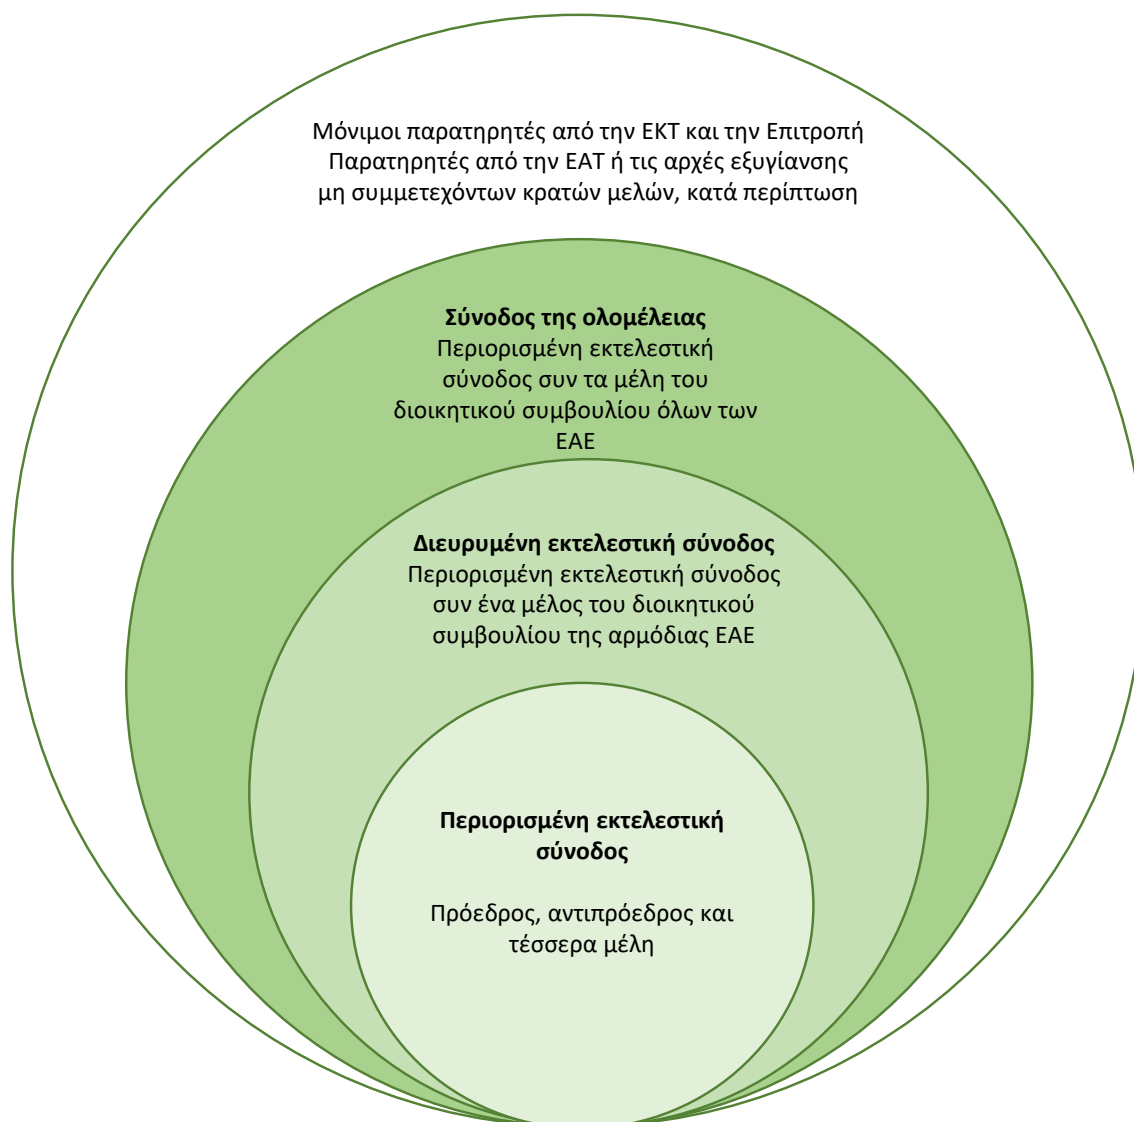 Μόνιμοι παρατηρητές από την ΕΚΤ και την Επιτροπή
Παρατηρητές από την ΕΑΤ ή τις αρχές εξυγίανσης
μη συμμετεχόντων κρατών μελών, κατά περίπτωση
Σύνοδος της ολομέλειας
Περιορισμένη εκτελεστική
σύνοδος συν τα μέλη του
διοικητικού συμβουλίου όλων των
ΕΑΕ
Διευρυμένη εκτελεστική σύνοδος
Περιορισμένη εκτελεστική σύνοδος
συν ένα μέλος του διοικητικού
συμβουλίου της αρμόδιας ΕΑΕ
Περιορισμένη εκτελεστική
σύνοδος
Πρόεδρος, αντιπρόεδρος και
τέσσερα μέλη